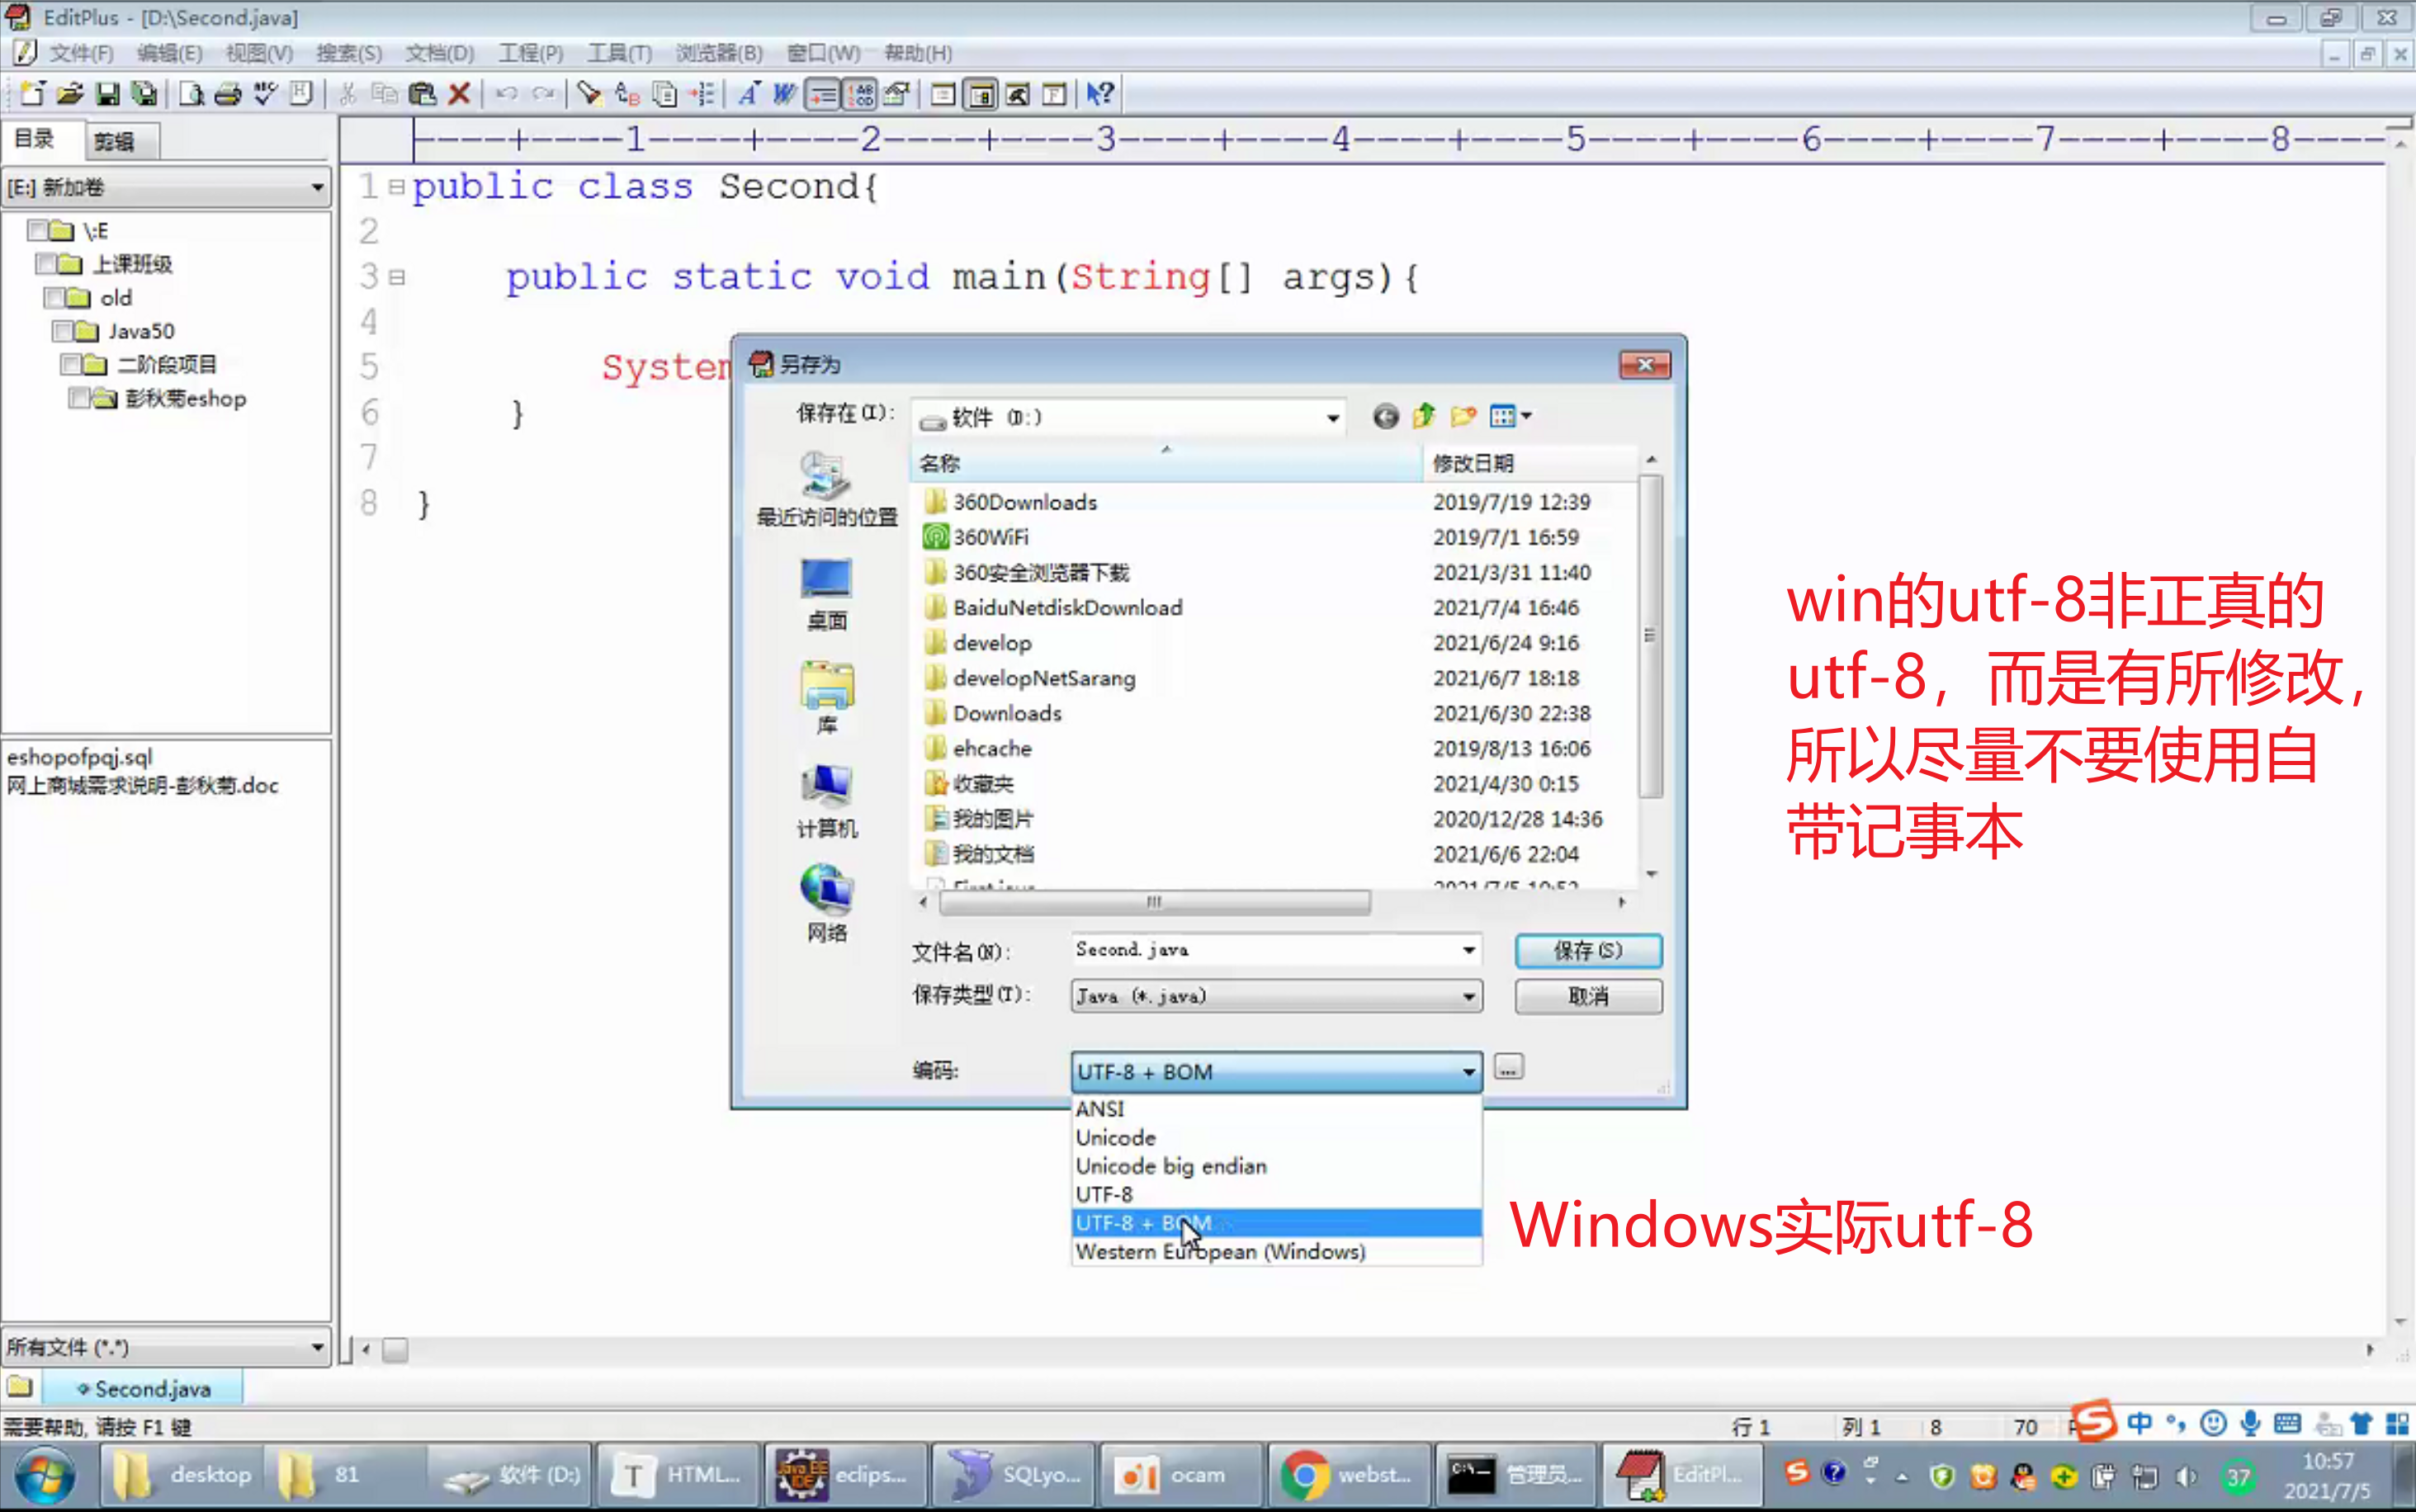 EditPlus - [D:\Second.java]
文件(F) 编辑(E) 视图(V) 搜索(S) 文档(D) 工程(P) 工具(T) 浏览器(B) 窗口(W) 帮助(H)
目录 剪辑
[E:] 新加卷
\:E
上课班级
old
Java50
二阶段项目
彭秋菊eshop
eshopofpqj.sql
网上商城需求说明-彭秋菊.doc
所有文件 (*.*)
----+----1----+----2----+----3----+----4----+----5----+----6----+----7----+----8----
1 public class Second{
2
3 public static void main(String[] args){
4
5 System
6 }
7
8 }
另存为
保存在(I): 软件 (D:)
名称 修改日期
360Downloads 2019/7/19 12:39
360WiFi 2019/7/1 16:59
360安全浏览器下载 2021/3/31 11:40
BaiduNetdiskDownload 2021/7/4 16:46
develop 2021/6/24 9:16
developNetSarang 2021/6/7 18:18
Downloads 2021/6/30 22:38
ehcache 2019/8/13 16:06
收藏夹 2021/4/30 0:15
我的图片 2020/12/28 14:36
我的文档 2021/6/6 22:04
First.java 2021/7/5 10:52
最近访问的位置
桌面
库
计算机
网络
文件名(N): Second.java 保存(S)
保存类型(T): Java (*.java) 取消
编码: UTF-8 + BOM ...
ANSI
Unicode
Unicode big endian
UTF-8
UTF-8 + BOM
Western European (Windows)
win的utf-8非正真的
utf-8，而是有所修改，
所以尽量不要使用自
带记事本
Windows实际utf-8
Second.java
需要帮助, 请按 F1 键 行 1 列 1 8 70 中
desktop 81 软件 (D:) HTML... eclips... SQLyo... ocam webst... 管理员... EditPl... 37 10:57
2021/7/5